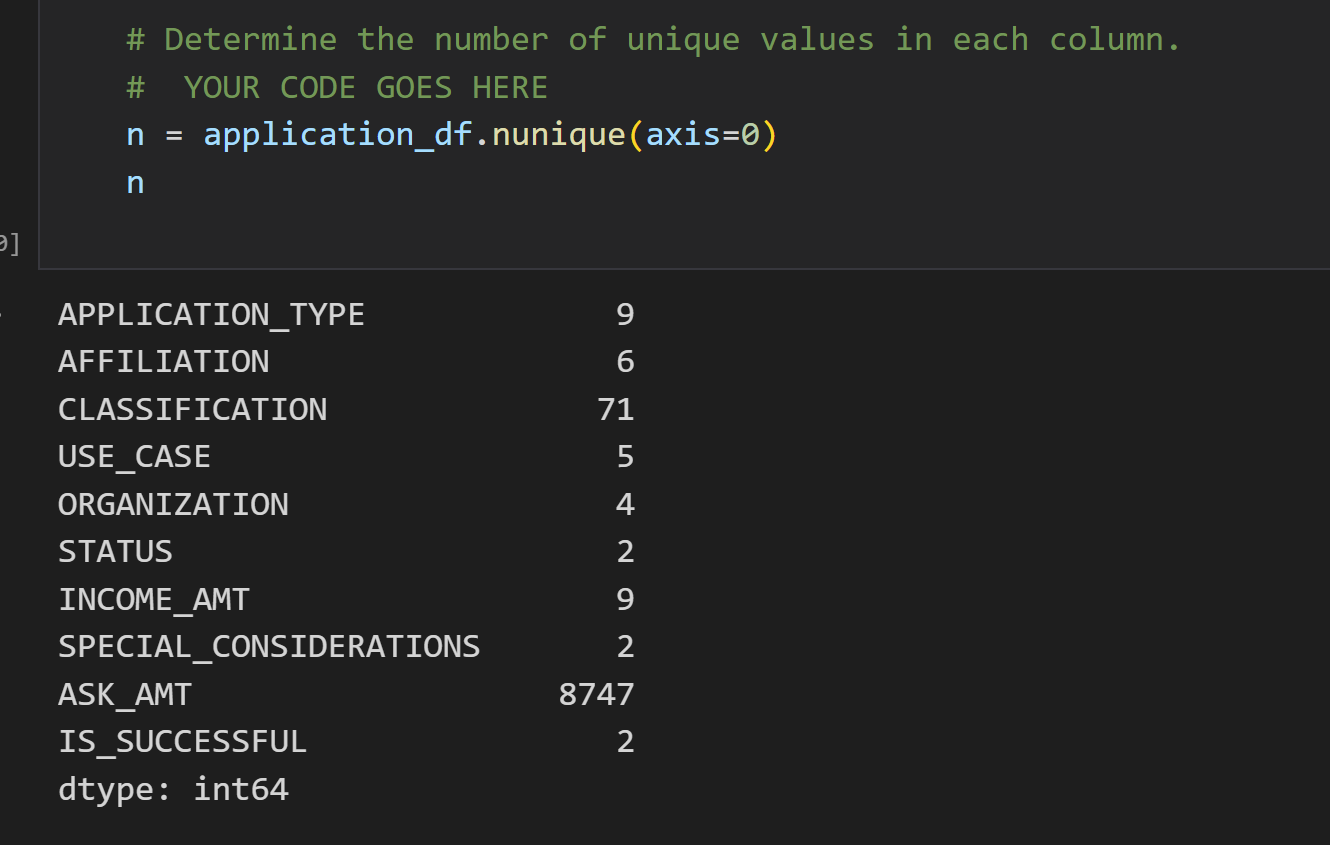 # Determine the number of unique values in each column.
#  YOUR CODE GOES HERE
n = application_df.nunique(axis=0)
n
0]
APPLICATION_TYPE 9
AFFILIATION 6
CLASSIFICATION 71
USE_CASE 5
ORGANIZATION 4
STATUS 2
INCOME_AMT 9
SPECIAL_CONSIDERATIONS 2
ASK_AMT 8747
IS_SUCCESSFUL 2
dtype: int64